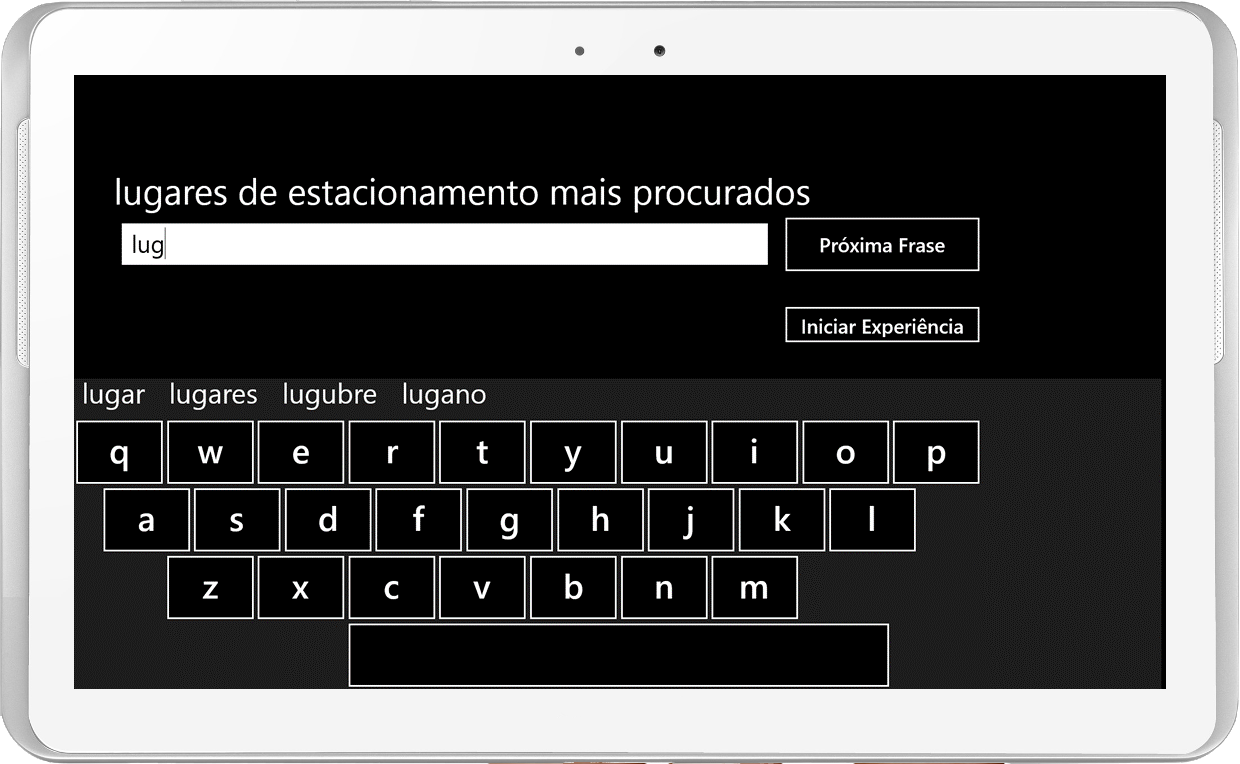 lugares de estacionamento mais procurados
lug
Próxima Frase
Iniciar Experiência
lugar lugares lugubre lugano
q w e r t y u i o p
a s d f g h j k l
z x c v b n m